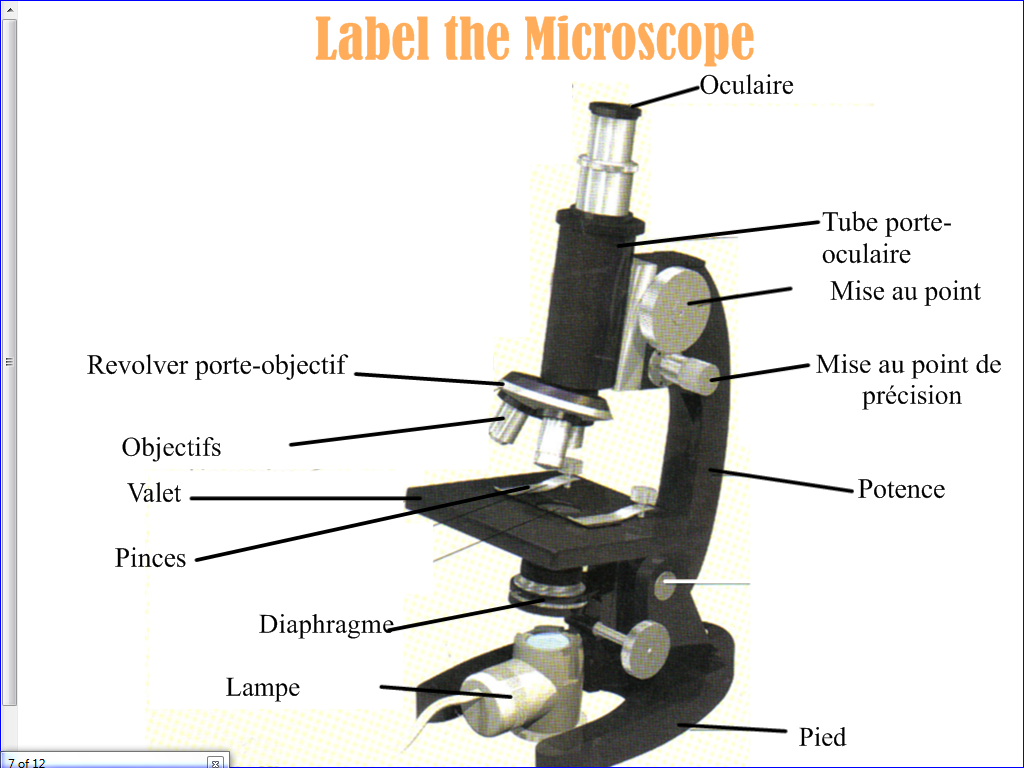 Label the Microscope
Oculaire
Tube porte-
oculaire
Mise au point
Revolver porte-objectif
Mise au point de
précision
Objectifs
Valet
Potence
Pinces
Diaphragme
Lampe
Pied
7 of 12